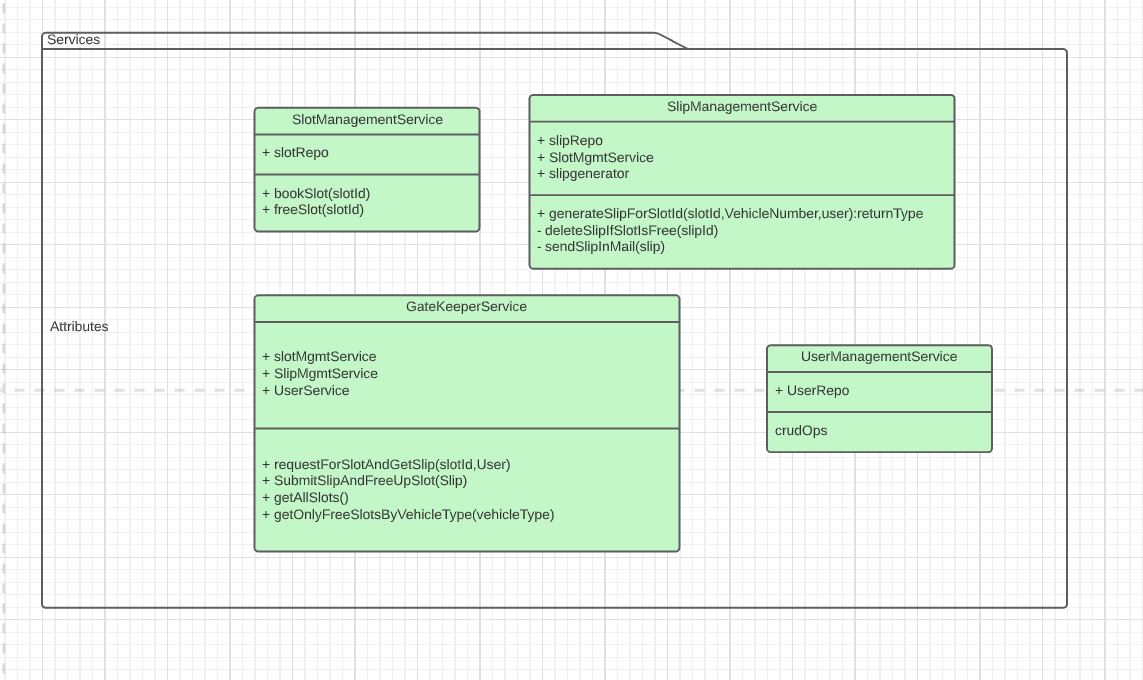 Services
SlotManagementService
+ slotRepo
+ bookSlot(slotId)
+ freeSlot(slotId)
SlipManagementService
+ slipRepo
+ SlotMgmtService
+ slipgenerator
+ generateSlipForSlotId(slotId,VehicleNumber,user):returnType
- deleteSlipIfSlotIsFree(slipId)
- sendSlipInMail(slip)
Attributes
GateKeeperService
+ slotMgmtService
+ SlipMgmtService
+ UserService
+ requestForSlotAndGetSlip(slotId,User)
+ SubmitSlipAndFreeUpSlot(Slip)
+ getAllSlots()
+ getOnlyFreeSlotsByVehicleType(vehicleType)
UserManagementService
+ UserRepo
crudOps